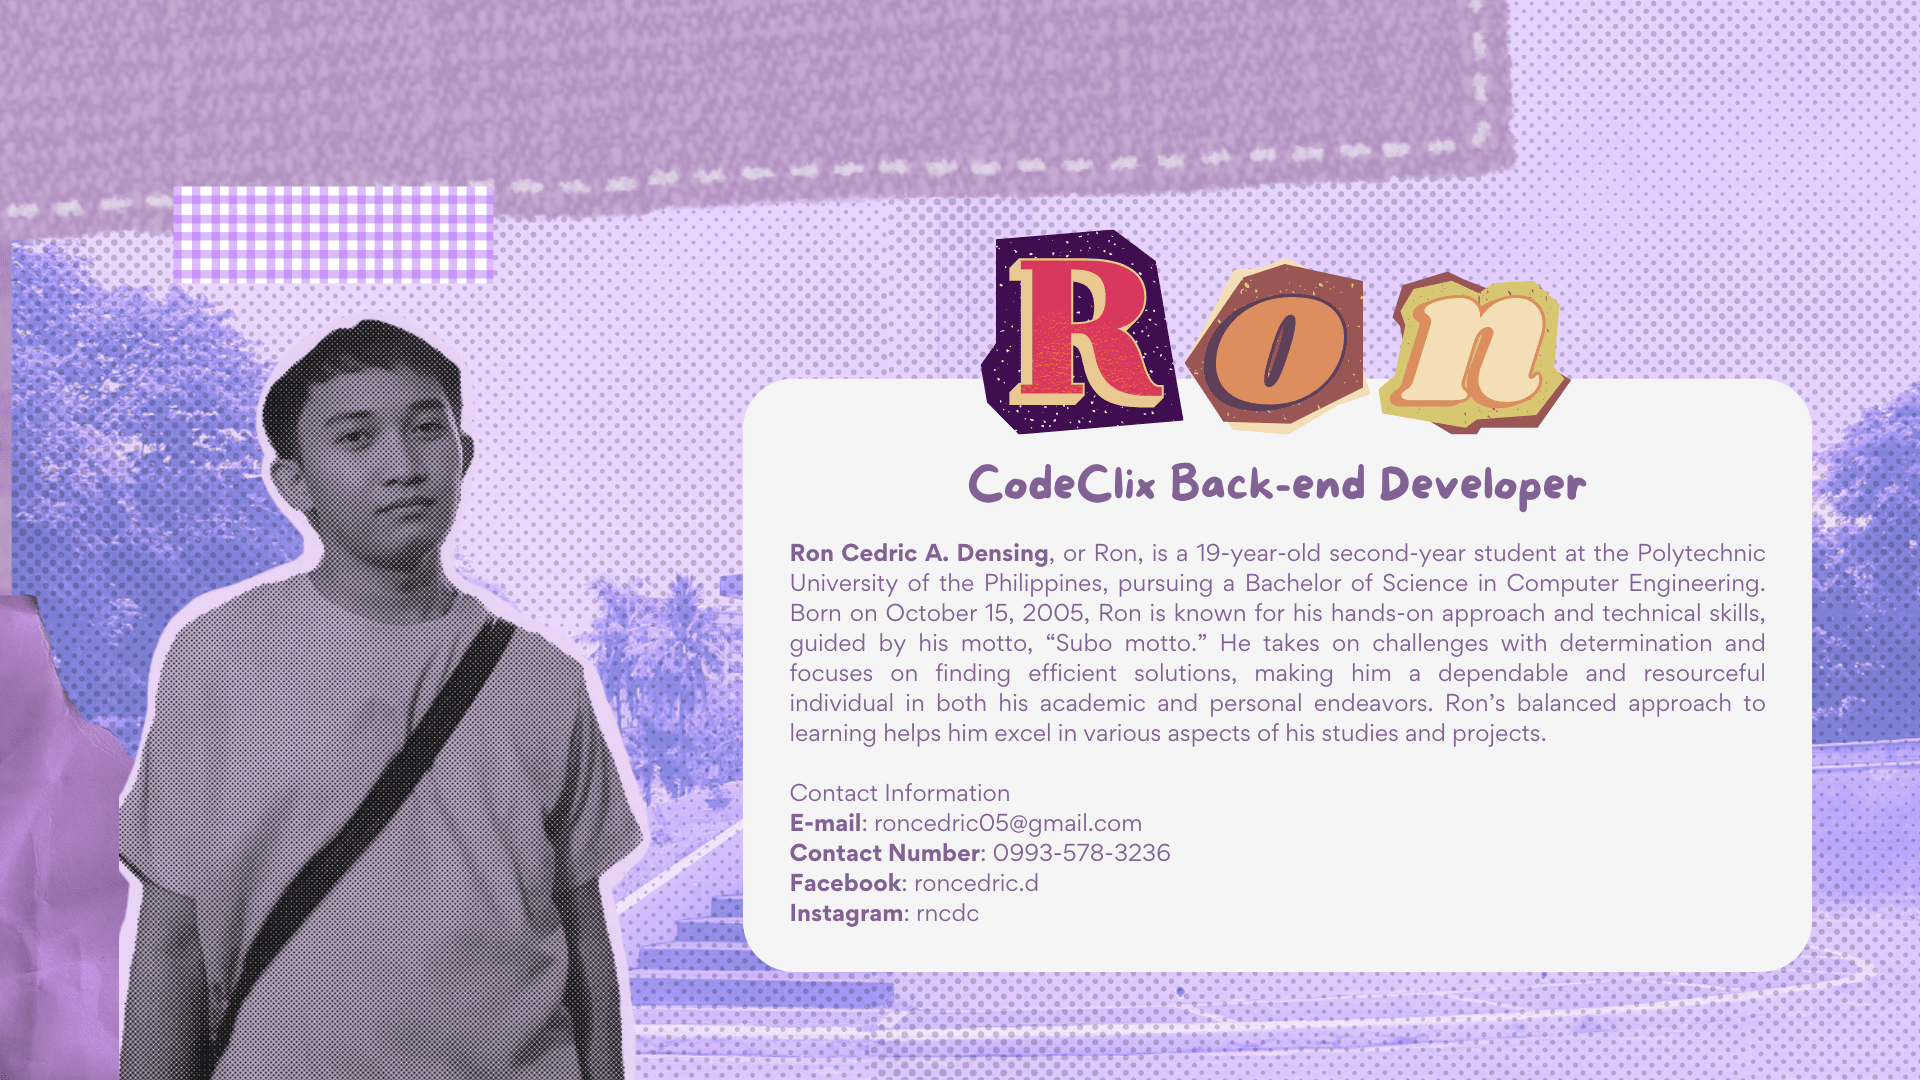 Ron
CodeClix Back-end Developer
Ron Cedric A. Densing, or Ron, is a 19-year-old second-year student at the Polytechnic
University of the Philippines, pursuing a Bachelor of Science in Computer Engineering.
Born on October 15, 2005, Ron is known for his hands-on approach and technical skills,
guided by his motto, “Subo motto.” He takes on challenges with determination and
focuses on finding efficient solutions, making him a dependable and resourceful
individual in both his academic and personal endeavors. Ron’s balanced approach to
learning helps him excel in various aspects of his studies and projects.
Contact Information
E-mail: roncedric05@gmail.com
Contact Number: 0993-578-3236
Facebook: roncedric.d
Instagram: rncdc